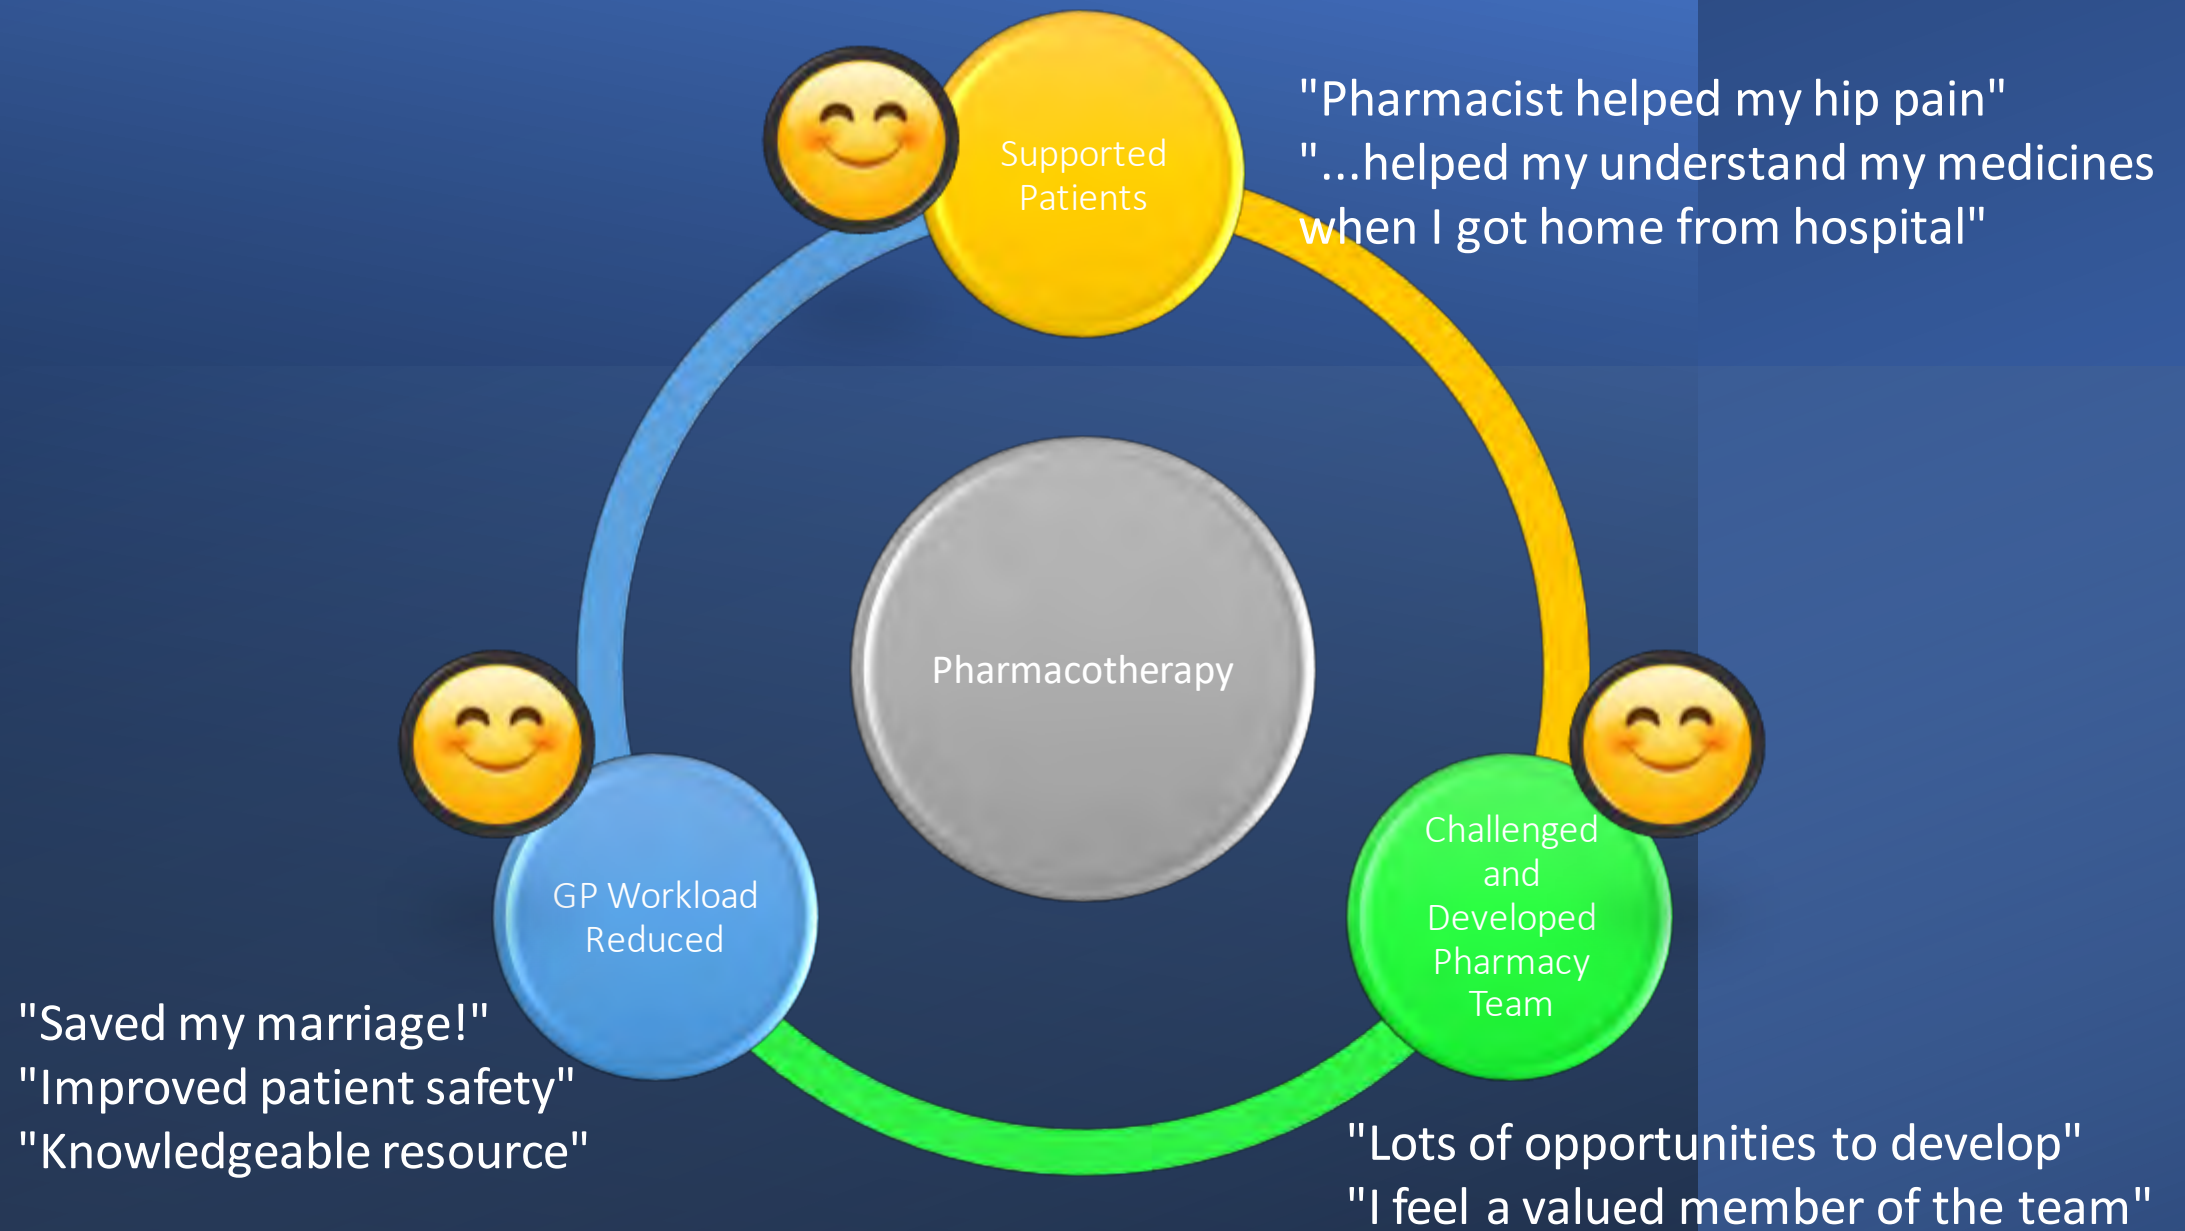 Supported
Patients
"Pharmacist helped my hip pain"
"...helped my understand my medicines
when I got home from hospital"
Pharmacotherapy
GP Workload
Reduced
Challenged
and
Developed
Pharmacy
Team
"Saved my marriage!"
"Improved patient safety"
"Knowledgeable resource"
"Lots of opportunities to develop"
"I feel a valued member of the team"